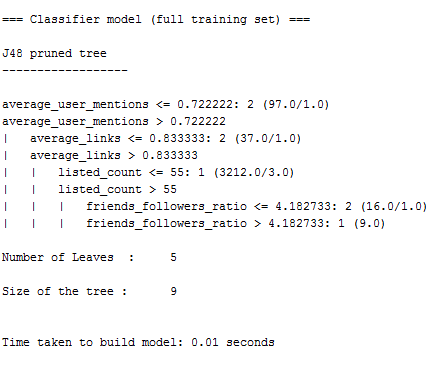 === Classifier model (full training set) ===
J48 pruned tree
------------------
average_user_mentions <= 0.722222: 2 (97.0/1.0)
average_user_mentions > 0.722222
|   average_links <= 0.833333: 2 (37.0/1.0)
|   average_links > 0.833333
|   |   listed_count <= 55: 1 (3212.0/3.0)
|   |   listed_count > 55
|   |   |   friends_followers_ratio <= 4.182733: 2 (16.0/1.0)
|   |   |   friends_followers_ratio > 4.182733: 1 (9.0)
Number of Leaves  :     5
Size of the tree :      9
Time taken to build model: 0.01 seconds